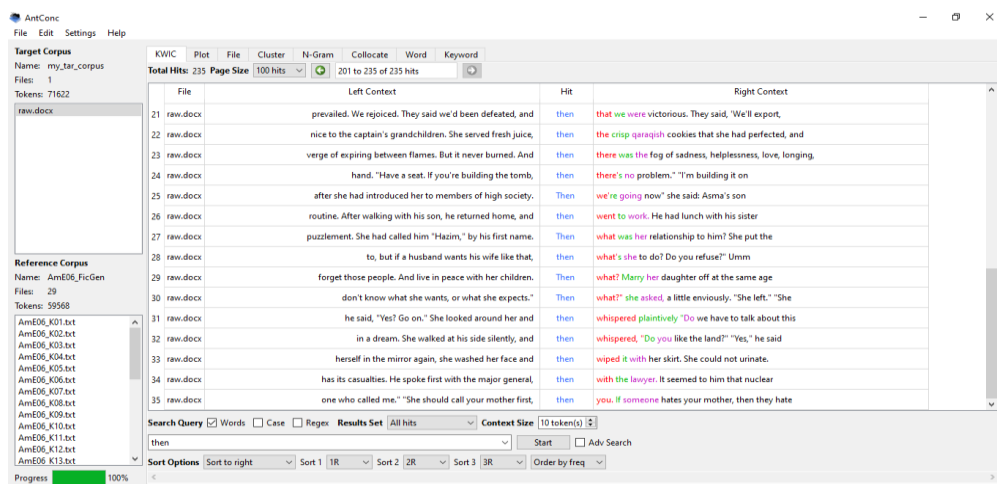 AntConc
File Edit Settings Help
Target Corpus
Name: my_tar_corpus
Files: 1
Tokens: 71622
raw.docx
Reference Corpus
Name: AmE06_FicGen
Files: 29
Tokens: 59568
AmE06_K01.txt
AmE06_K02.txt
AmE06_K03.txt
AmE06_K04.txt
AmE06_K05.txt
AmE06_K06.txt
AmE06_K07.txt
AmE06_K08.txt
AmE06_K09.txt
AmE06_K10.txt
AmE06_K11.txt
AmE06_K12.txt
AmE06_K13.txt
Progress 100%
KWIC Plot File Cluster N-Gram Collocate Word Keyword
Total Hits: 235 Page Size 100 hits 201 to 235 of 235 hits
File Left Context Hit Right Context
21 raw.docx prevailed. We rejoiced. They said we'd been defeated, and then that we were victorious. They said, 'We'll export,
22 raw.docx nice to the captain's grandchildren. She served fresh juice, then the crisp qaraqish cookies that she had perfected, and
23 raw.docx verge of expiring between flames. But it never burned. And then there was the fog of sadness, helplessness, love, longing,
24 raw.docx hand. "Have a seat. If you're building the tomb, then there's no problem." "I'm building it on
25 raw.docx after she had introduced her to members of high society. Then we're going now" she said: Asma's son
26 raw.docx routine. After walking with his son, he returned home, and then went to work. He had lunch with his sister
27 raw.docx puzzlement. She had called him "Hazim," by his first name. Then what was her relationship to him? She put the
28 raw.docx to, but if a husband wants his wife like that, then what's she to do? Do you refuse?" Umm
29 raw.docx forget those people. And live in peace with her children. Then what? Marry her daughter off at the same age
30 raw.docx don't know what she wants, or what she expects." Then what?" she asked, a little enviously. "She left." "She
31 raw.docx he said, "Yes? Go on." She looked around her and then whispered plaintively "Do we have to talk about this
32 raw.docx in a dream. She walked at his side silently, and then whispered, "Do you like the land?" "Yes," he said
33 raw.docx herself in the mirror again, she washed her face and then wiped it with her skirt. She could not urinate.
34 raw.docx has its casualties. He spoke first with the major general, then with the lawyer. It seemed to him that nuclear
35 raw.docx one who called me." "She should call your mother first, then you. If someone hates your mother, then they hate
Search Query Words Case Regex Results Set All hits Context Size 10 token(s)
then Start Adv Search
Sort Options Sort to right Sort 1 1R Sort 2 2R Sort 3 3R Order by freq